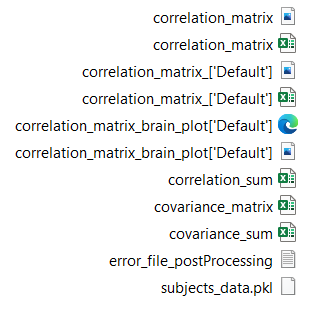 correlation_matrix
correlation_matrix
correlation_matrix_['Default']
correlation_matrix_['Default']
correlation_matrix_brain_plot['Default']
correlation_matrix_brain_plot['Default']
correlation_sum
covariance_matrix
covariance_sum
error_file_postProcessing
subjects_data.pkl